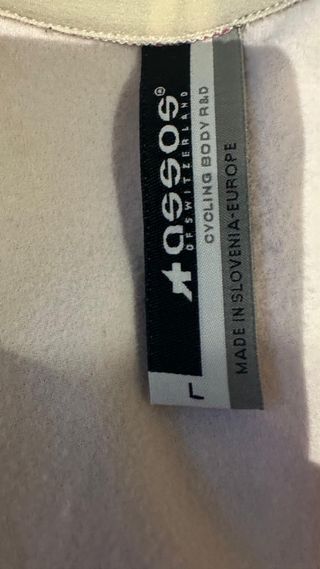 assos®
OF SWITZERLAND
CYCLING BODY R&D
MADE IN SLOVENIA-EUROPE
L